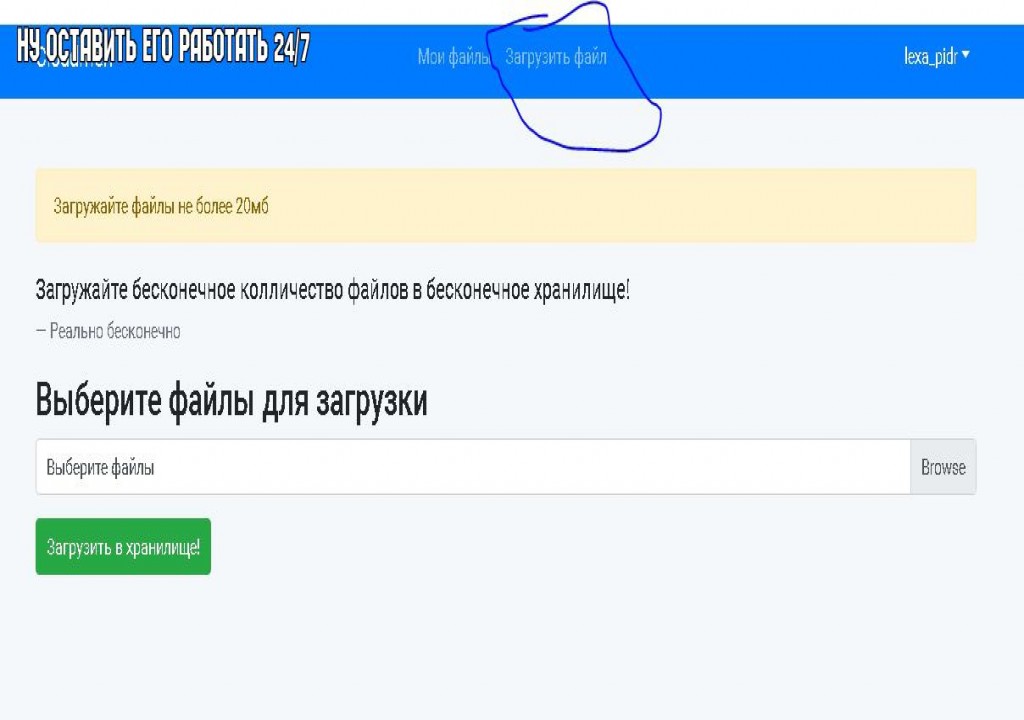 НУ ОСТАВИТЬ ЕГО РАБОТАТЬ 24/7
Мои файлы Загрузить файл lexa_pidr
Загружайте файлы не более 20мб
Загружайте бесконечное колличество файлов в бесконечное хранилище!
— Реально бесконечно
Выберите файлы для загрузки
Выберите файлы Browse
Загрузить в хранилище!